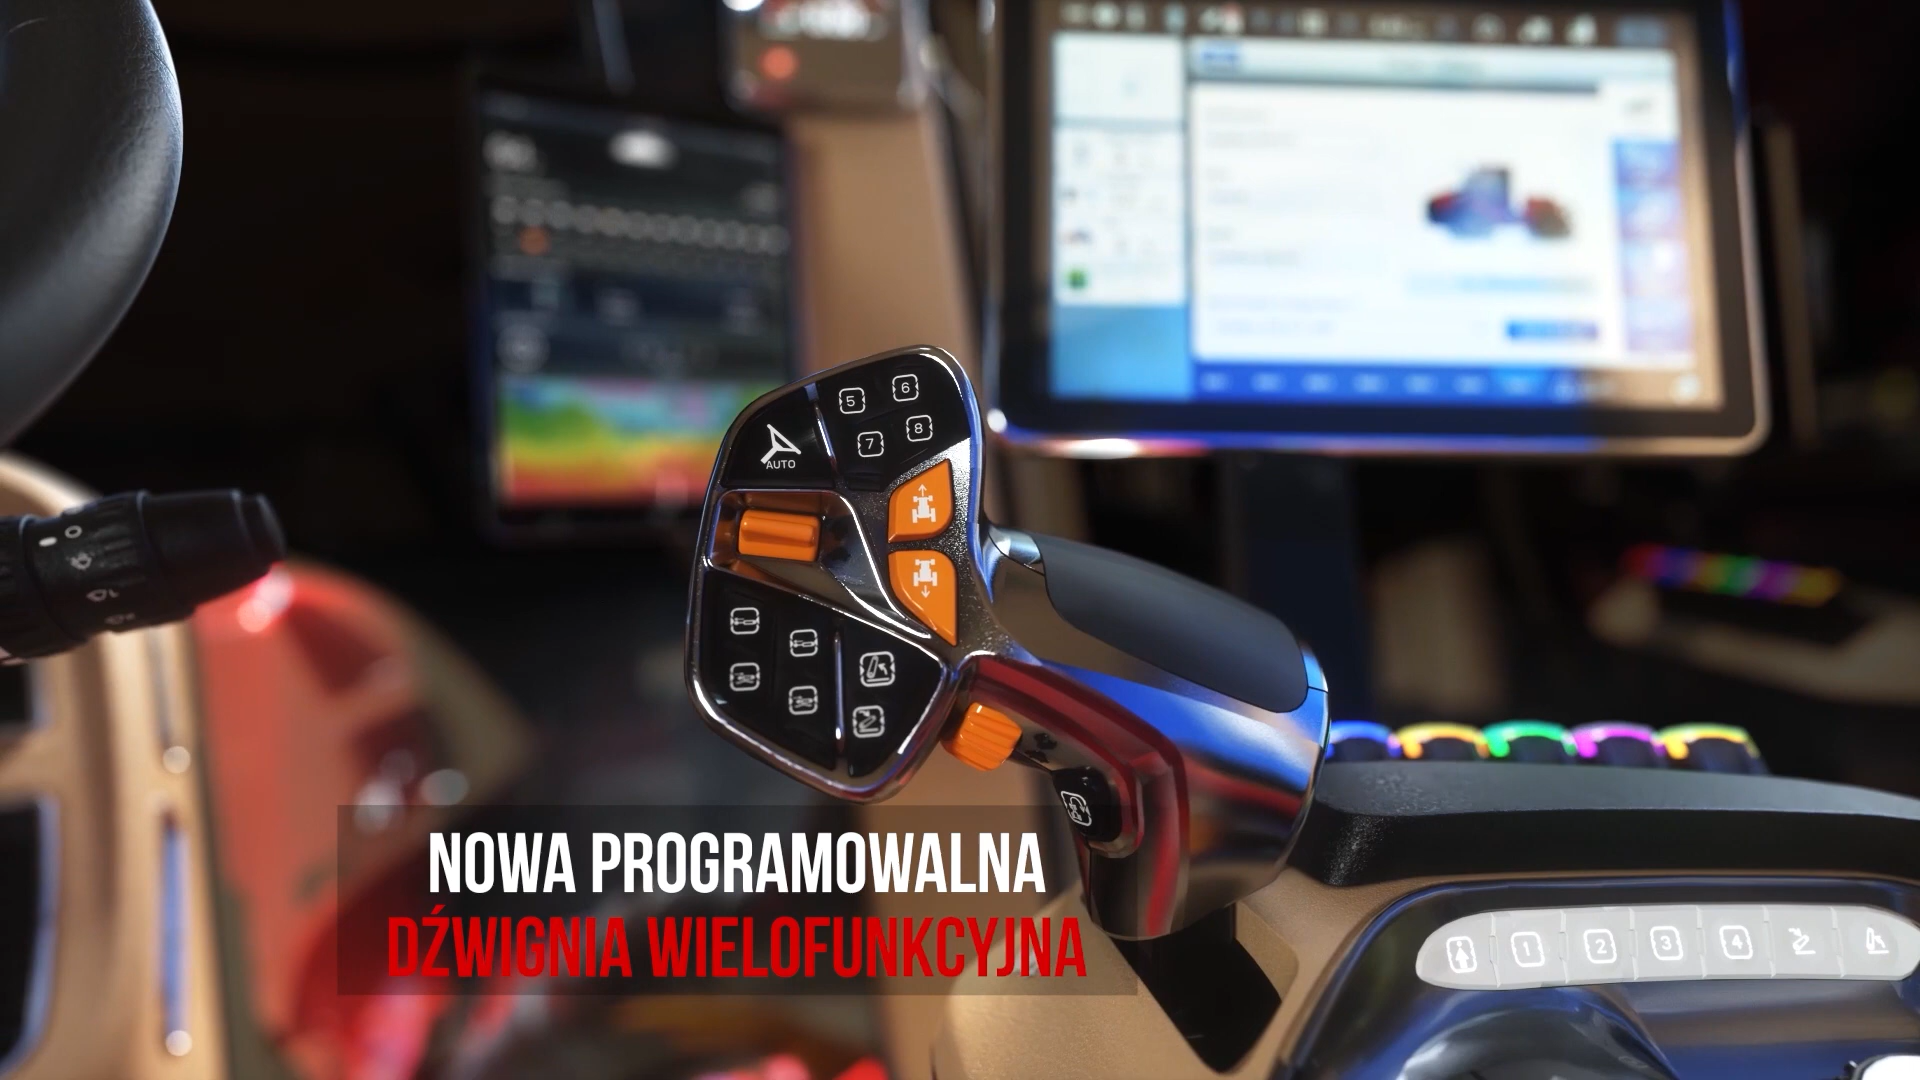 5 6
7 8
AUTO
NOWA PROGRAMOWALNA
DŹWIGNIA WIELOFUNKCYJNA
1 2 3 4